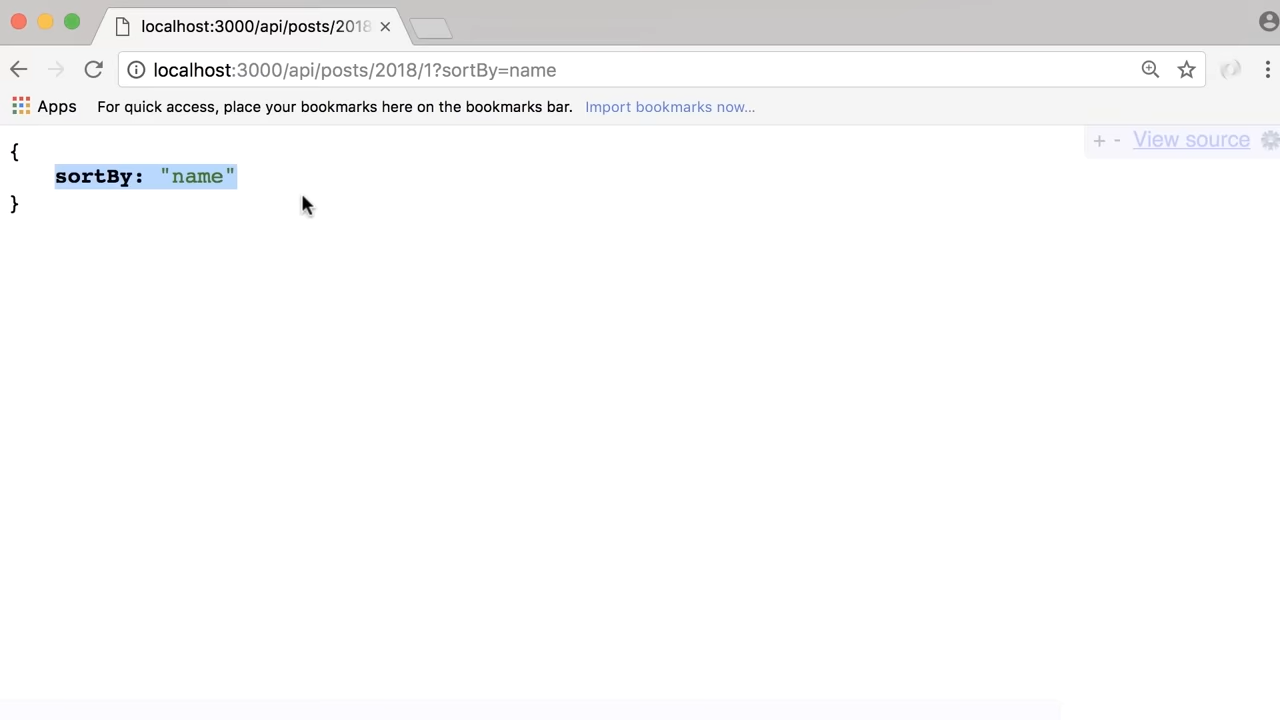 localhost:3000/api/posts/2018
localhost:3000/api/posts/2018/1?sortBy=name
Apps For quick access, place your bookmarks here on the bookmarks bar. Import bookmarks now...
+ - View source
{
sortBy: "name"
}